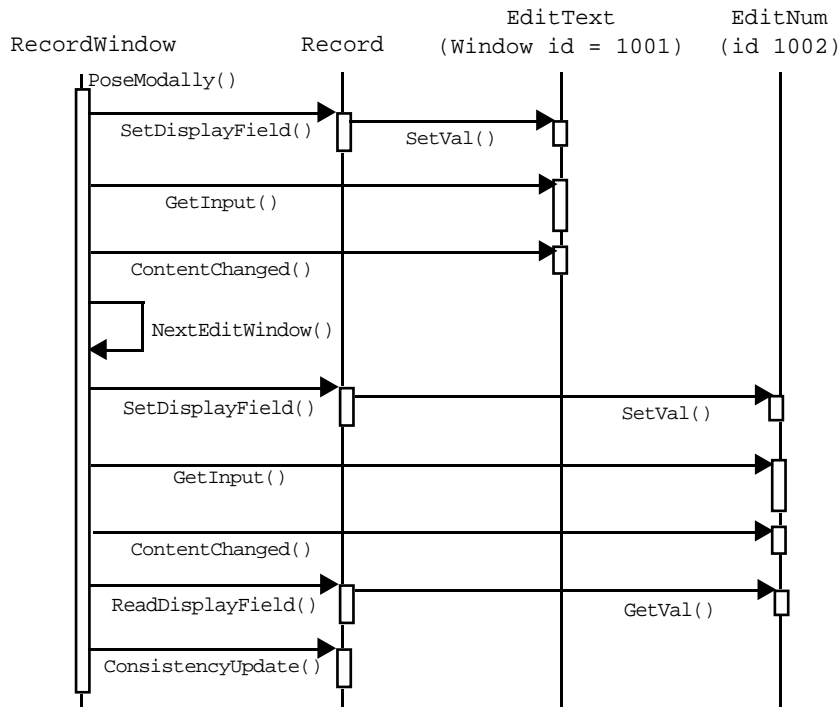 EditText
EditNum
RecordWindow
Record
(Window id = 1001)
(id 1002)
PoseModally()
SetDisplayField()
SetVal()
GetInput()
ContentChanged()
NextEditWindow()
SetDisplayField()
SetVal()
GetInput()
ContentChanged()
ReadDisplayField()
GetVal()
ConsistencyUpdate()